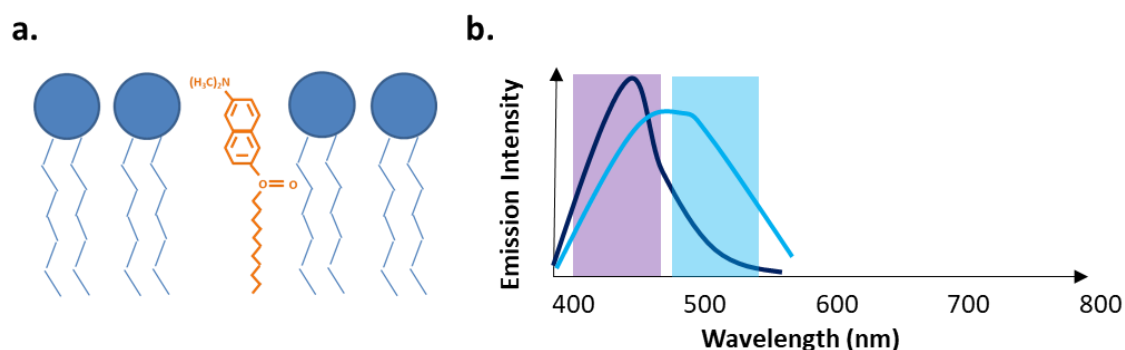 a.
(H₃C)₂N
O=O
b.
Emission Intensity
400 500 600 700 800
Wavelength (nm)